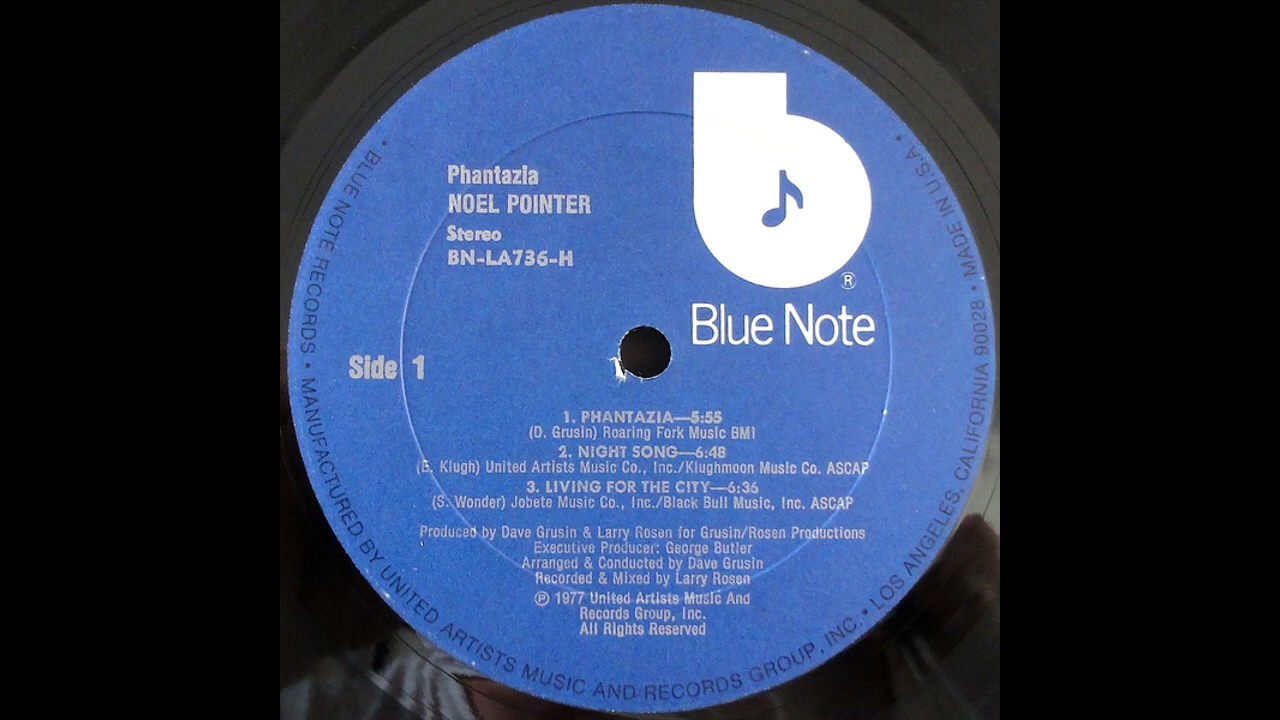 Phantazia
NOEL POINTER
Stereo
BN-LA736-H
®
Blue Note
Side 1
1. PHANTAZIA—5:55
(D. Grusin) Roaring Fork Music BMI
2. NIGHT SONG—6:48
(E. Klugh) United Artists Music Co., Inc./Klughmoon Music Co. ASCAP
3. LIVING FOR THE CITY—6:36
(S. Wonder) Jobete Music Co., Inc./Black Bull Music, Inc. ASCAP
Produced by Dave Grusin & Larry Rosen for Grusin/Rosen Productions
Executive Producer: George Butler
Arranged & Conducted by Dave Grusin
Recorded & Mixed by Larry Rosen
℗ 1977 United Artists Music And
Records Group, Inc.
All Rights Reserved
• BLUE NOTE RECORDS • MANUFACTURED BY UNITED ARTISTS MUSIC AND RECORDS GROUP, INC. • LOS ANGELES, CALIFORNIA 90028 • MADE IN U.S.A.